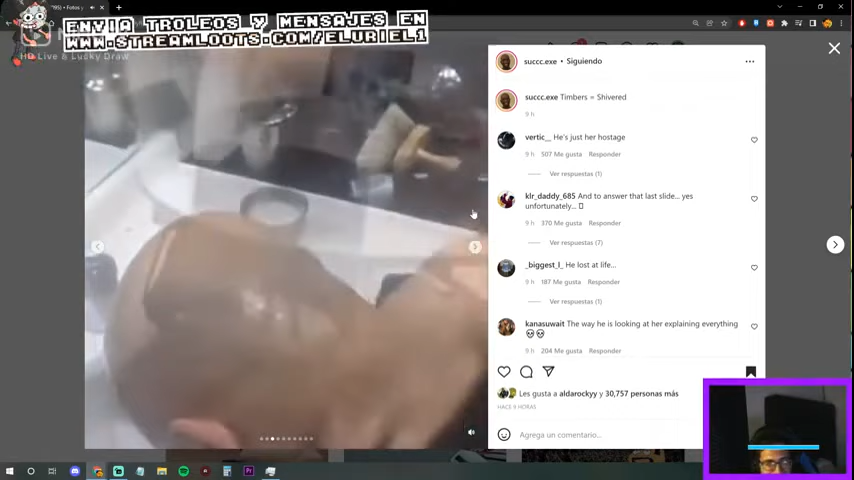 ENVIA TROLEOS Y MENSAJES EN
WWW.STREAMLOOTS.COM/ELURIEL1
HD Live & Lucky Draw
succc.exe • Siguiendo
succc.exe Timbers = Shivered
9 h
vertic__ He's just her hostage
9 h 507 Me gusta Responder
Ver respuestas (1)
klr_daddy_685 And to answer that last slide... yes
unfortunately...
9 h 370 Me gusta Responder
Ver respuestas (7)
_biggest_l_ He lost at life...
9 h 187 Me gusta Responder
Ver respuestas (1)
kanasuwait The way he is looking at her explaining everything
9 h 204 Me gusta Responder
Les gusta a aldarockyy y 30,757 personas más
HACE 9 HORAS
Agrega un comentario...